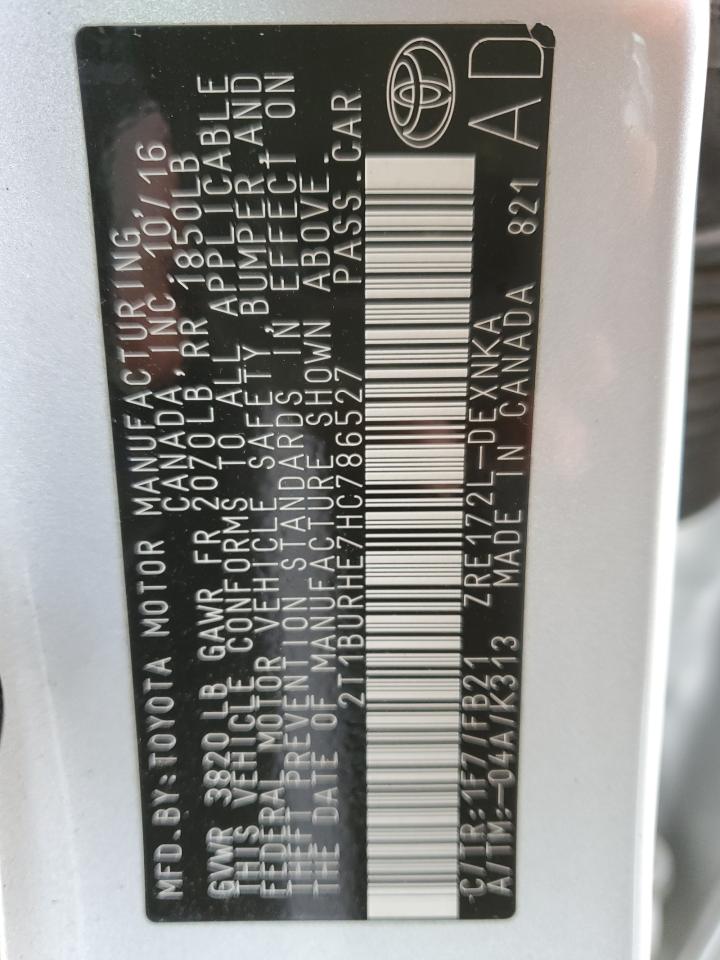 MFD.BY:TOYOTA MOTOR MANUFACTURING,
CANADA, INC. 10/16
GVWR 3820LB GAWR FR 2070LB, RR 1850LB
THIS VEHICLE CONFORMS TO ALL APPLICABLE
FEDERAL MOTOR VEHICLE SAFETY, BUMPER, AND
THEFT PREVENTION STANDARDS IN EFFECT ON
THE DATE OF MANUFACTURE SHOWN ABOVE.
2T1BURHE7HC786527 PASS.CAR
C/TR:1F7/FB21 ZRE172L-DEXNKA
A/TM:-04A/K313 MADE IN CANADA 821
AD